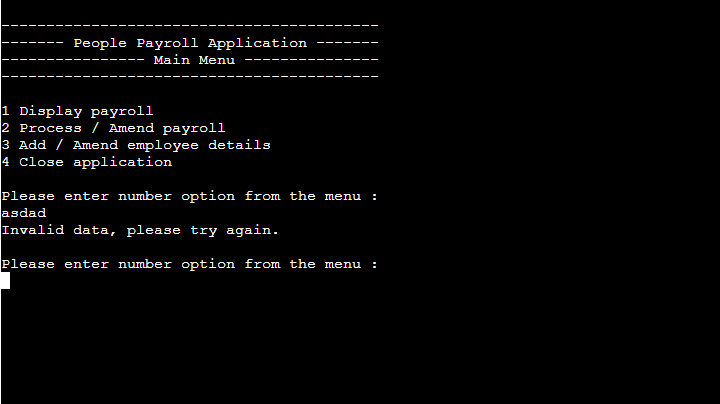 ------------------------------------------
------- People Payroll Application -------
---------------- Main Menu ---------------
------------------------------------------
1 Display payroll
2 Process / Amend payroll
3 Add / Amend employee details
4 Close application
Please enter number option from the menu :
asdad
Invalid data, please try again.
Please enter number option from the menu :